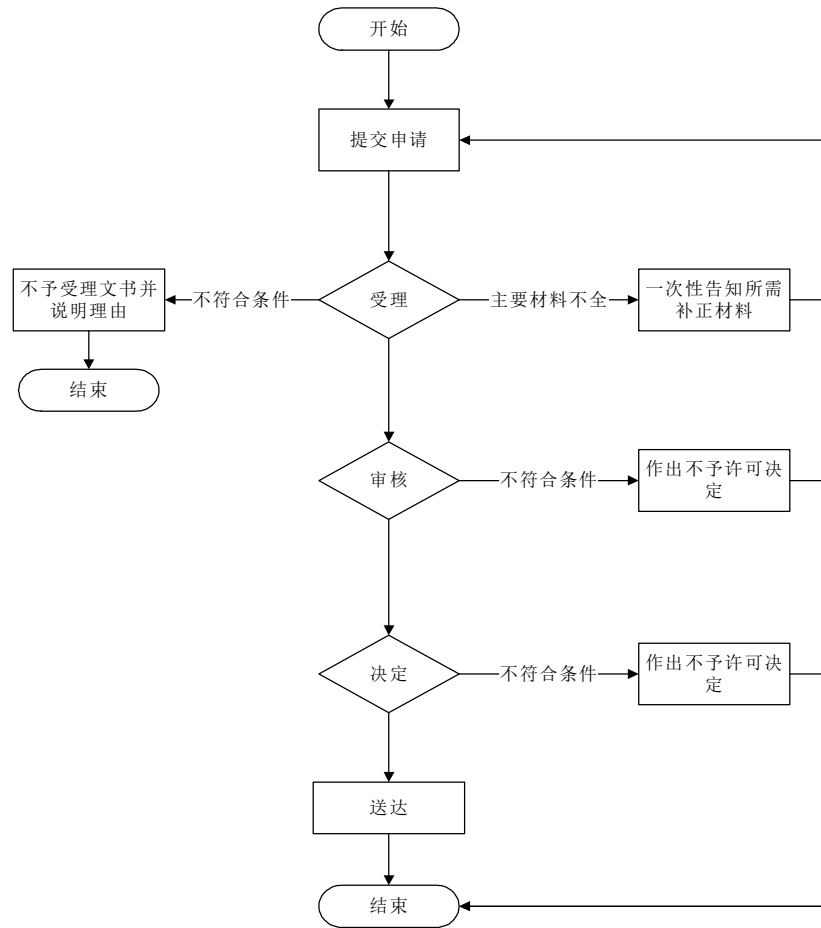 开始
提交申请
不予受理文书并
说明理由
不符合条件
受理
主要材料不全
一次性告知所需
补正材料
结束
审核
不符合条件
作出不予许可决
定
决定
不符合条件
作出不予许可决
定
送达
结束